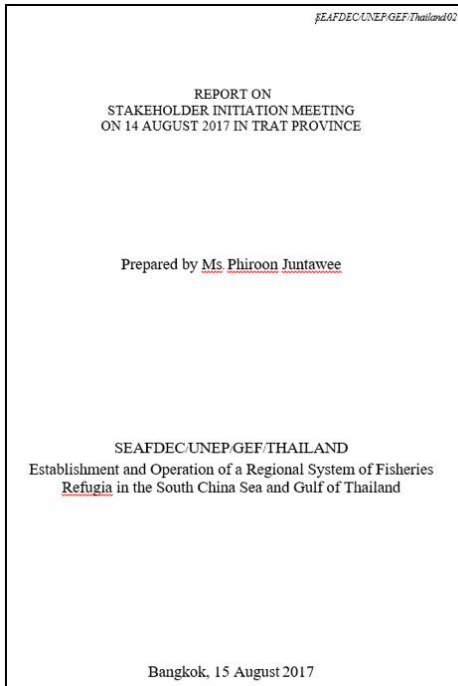 SEAFDEC/UNEP/GEF/Thailand/02
REPORT ON
STAKEHOLDER INITIATION MEETING
ON 14 AUGUST 2017 IN TRAT PROVINCE
Prepared by Ms. Phiroon Juntawee
SEAFDEC/UNEP/GEF/THAILAND
Establishment and Operation of a Regional System of Fisheries
Refugia in the South China Sea and Gulf of Thailand
Bangkok, 15 August 2017